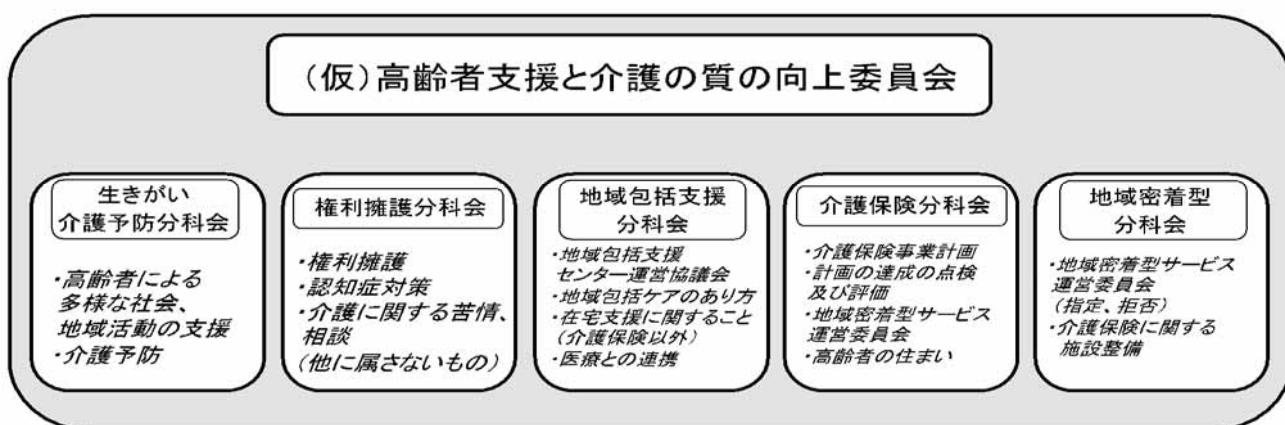 (仮)高齢者支援と介護の質の向上委員会
生きがい
介護予防分科会
・高齢者による
多様な社会、
地域活動の支援
・介護予防
権利擁護分科会
・権利擁護
・認知症対策
・介護に関する苦情、
相談
(他に属さないもの)
地域包括支援
分科会
・地域包括支援
センター運営協議会
・地域包括ケアのあり方
・在宅支援に関すること
(介護保険以外)
・医療との連携
介護保険分科会
・介護保険事業計画
・計画の達成の点検
及び評価
・地域密着型サービス
運営委員会
・高齢者の住まい
地域密着型
分科会
・地域密着型サービス
運営委員会
(指定、拒否)
・介護保険に関する
施設整備